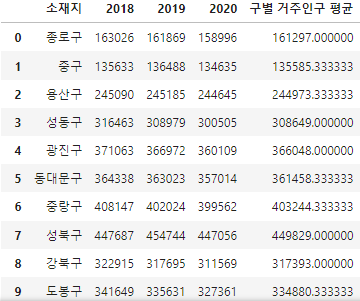 소재지 2018 2019 2020 구별 거주인구 평균
0 종로구 163026 161869 158996 161297.000000
1 중구 135633 136488 134635 135585.333333
2 용산구 245090 245185 244645 244973.333333
3 성동구 316463 308979 300505 308649.000000
4 광진구 371063 366972 360109 366048.000000
5 동대문구 364338 363023 357014 361458.333333
6 중랑구 408147 402024 399562 403244.333333
7 성북구 447687 454744 447056 449829.000000
8 강북구 322915 317695 311569 317393.000000
9 도봉구 341649 335631 327361 334880.333333